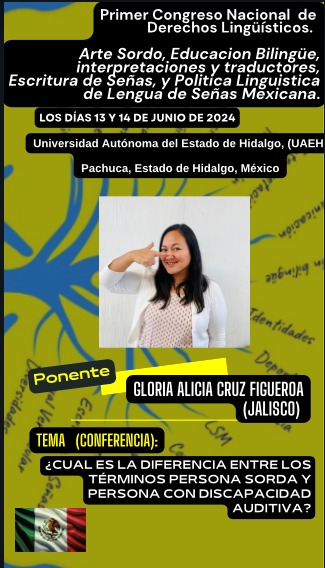 Primer Congreso Nacional de
Derechos Lingüísticos.
Arte Sordo, Educacion Bilingüe,
interpretaciones y traductores,
Escritura de Señas, y Politica Linguistica
de Lengua de Señas Mexicana.
LOS DÍAS 13 Y 14 DE JUNIO DE 2024
Universidad Autónoma del Estado de Hidalgo, (UAEH
Pachuca, Estado de Hidalgo, México
en bilingüe
Identidades
Ponente
GLORIA ALICIA CRUZ FIGUEROA
(JALISCO)
LSM
TEMA (CONFERENCIA):
¿CUAL ES LA DIFERENCIA ENTRE LOS
TÉRMINOS PERSONA SORDA Y
PERSONA CON DISCAPACIDAD
AUDITIVA?